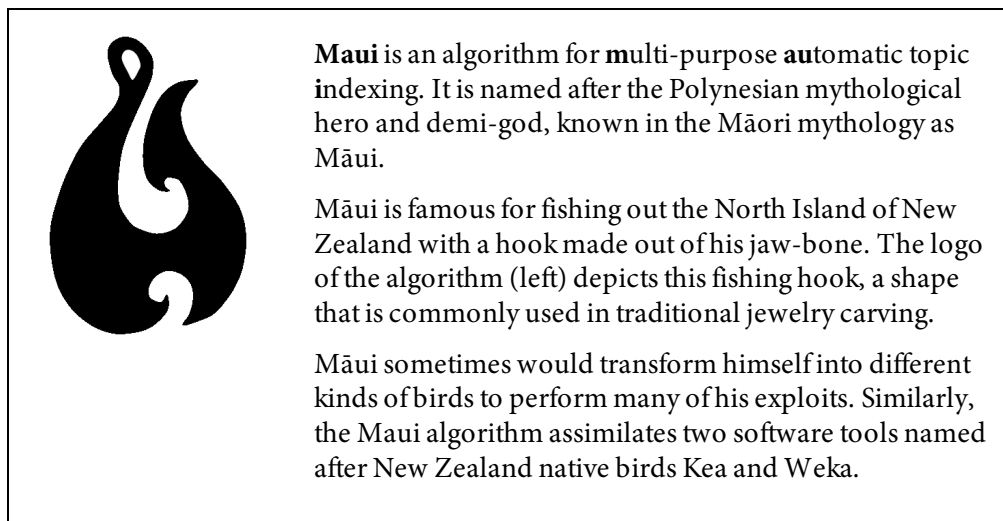 Maui is an algorithm for multi-purpose automatic topic
indexing. It is named after the Polynesian mythological
hero and demi-god, known in the Māori mythology as
Māui.
Māui is famous for fishing out the North Island of New
Zealand with a hook made out of his jaw-bone. The logo
of the algorithm (left) depicts this fishing hook, a shape
that is commonly used in traditional jewelry carving.
Māui sometimes would transform himself into different
kinds of birds to perform many of his exploits. Similarly,
the Maui algorithm assimilates two software tools named
after New Zealand native birds Kea and Weka.